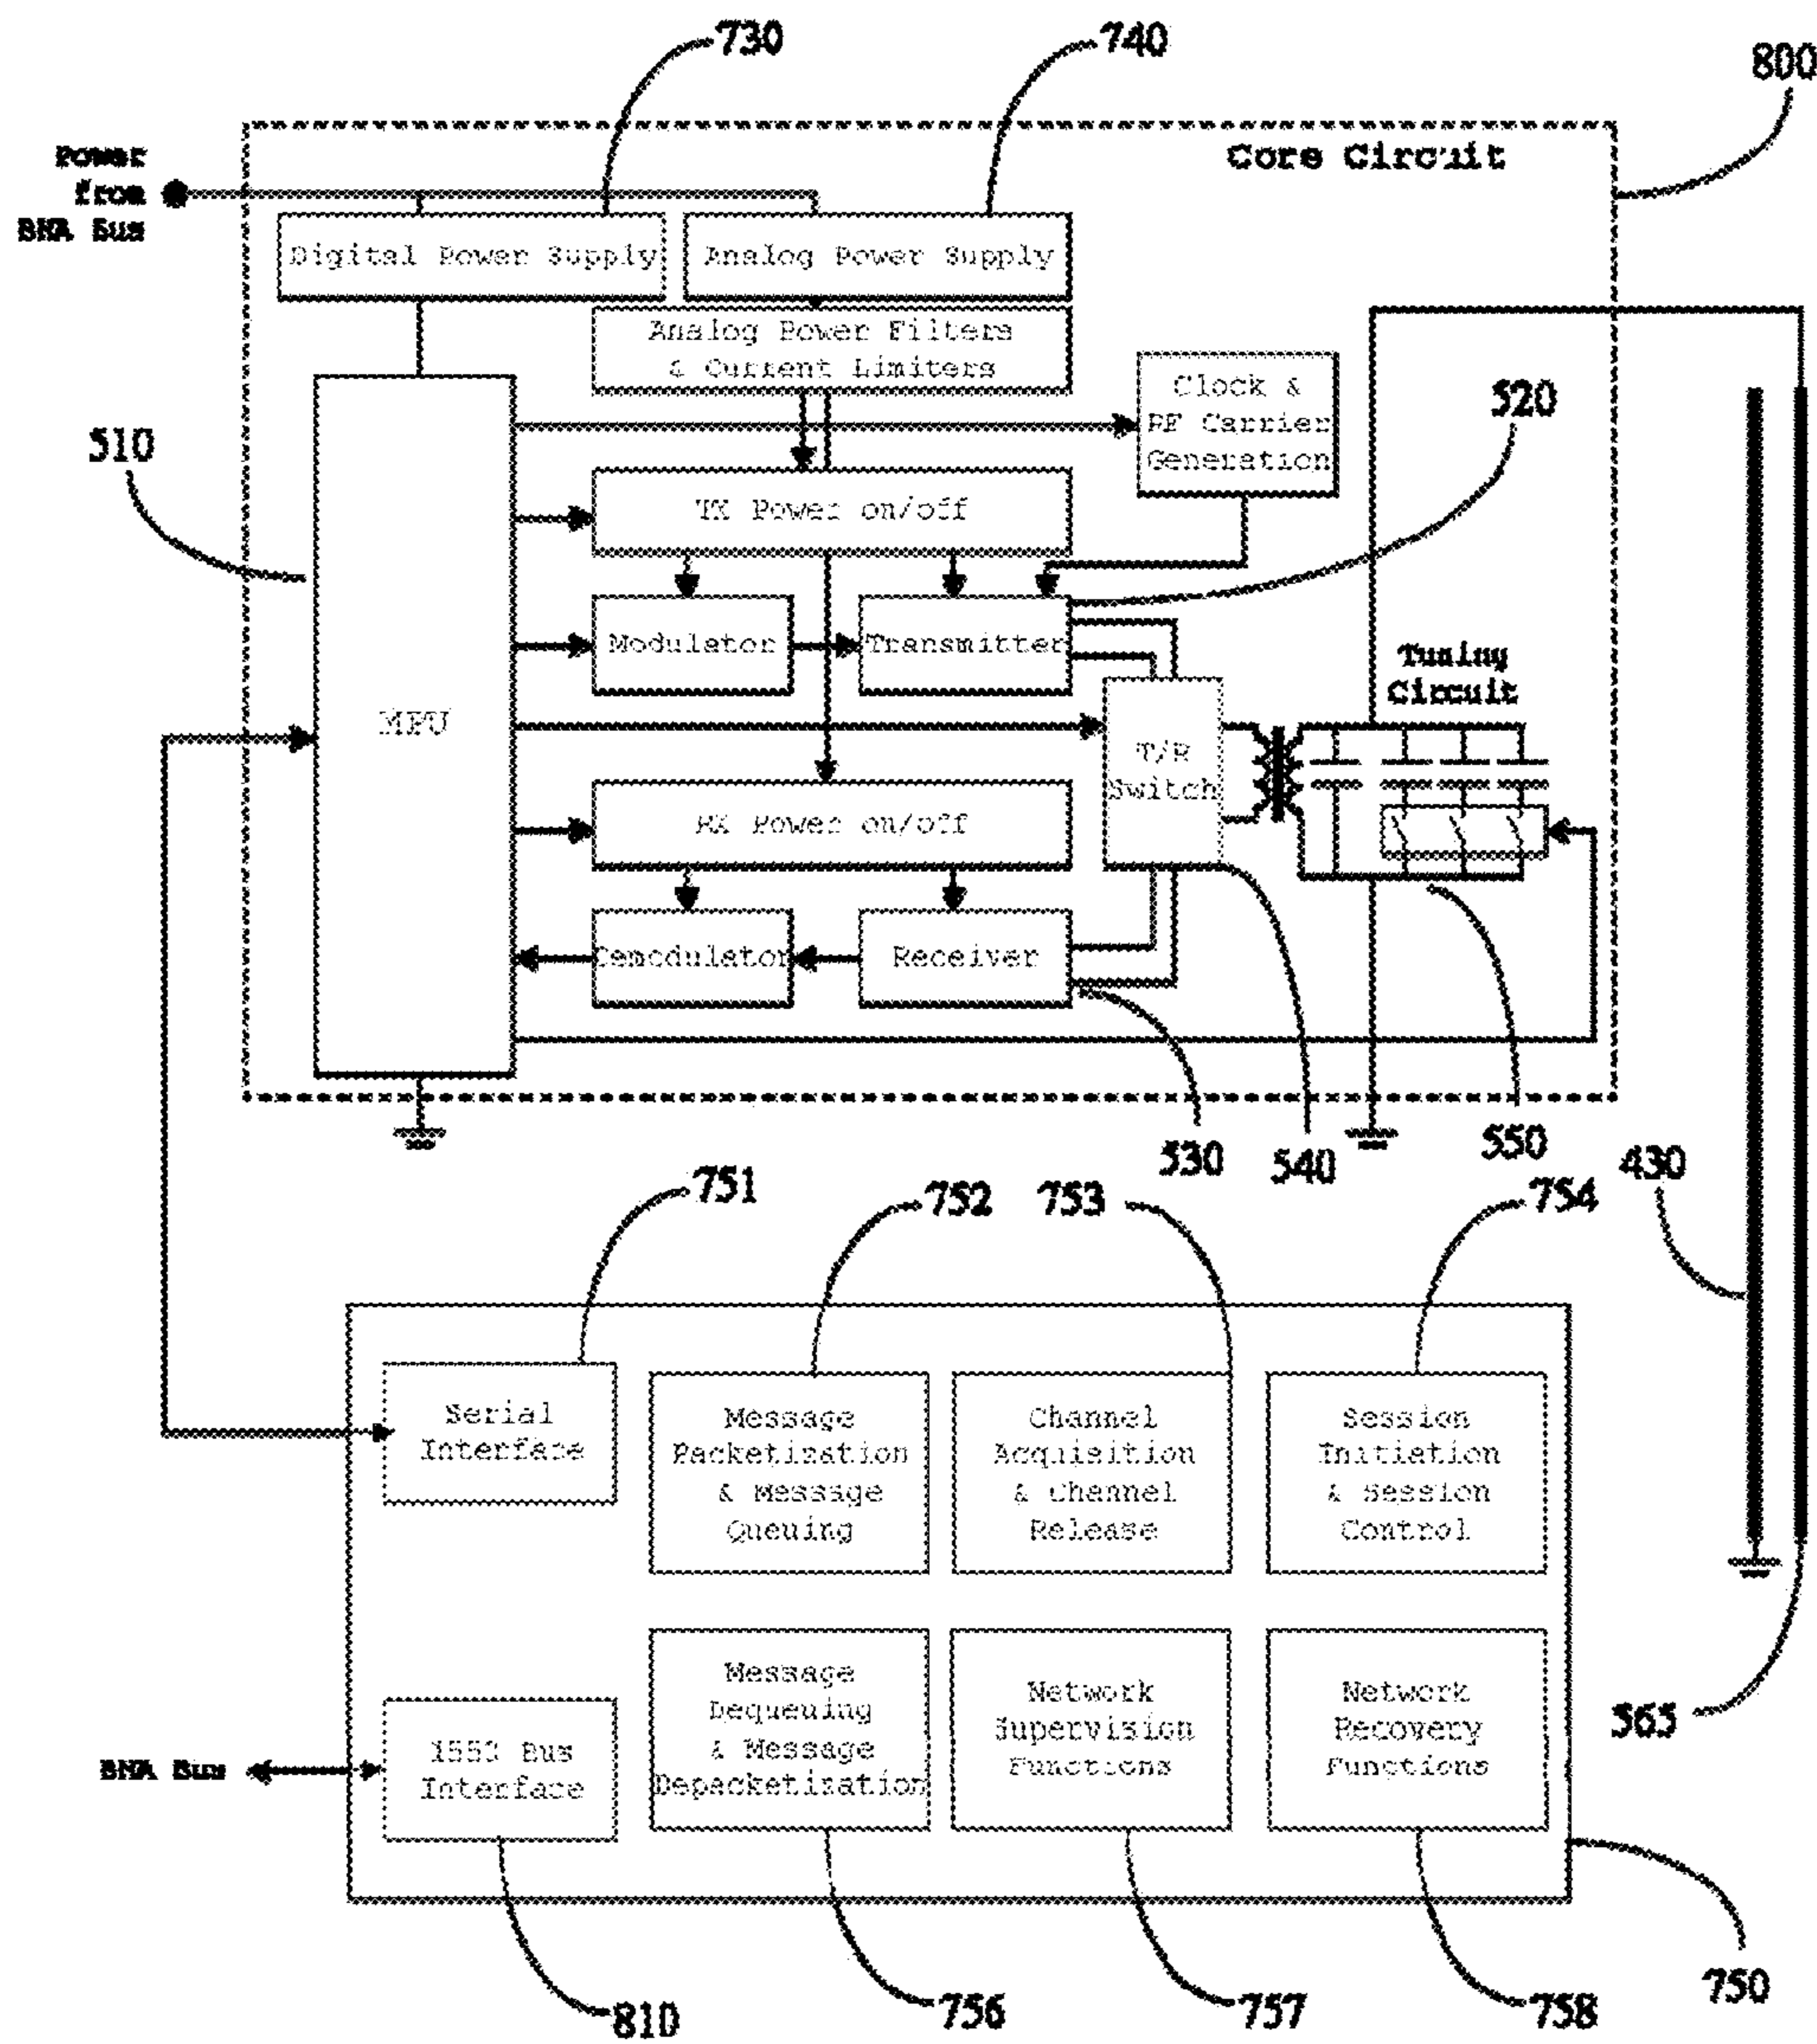 730
740
800
Power
from
BNA Bus
Core Circuit
Digital Power Supply
Analog Power Supply
Analog Power Filters
& Current Limiters
Clock &
RF Carrier
Generation
520
510
TX Power on/off
Modulator
Transmitter
Tuning
Circuit
MPU
T/R
Switch
RX Power on/off
Demodulator
Receiver
530
540
550
430
751
752
753
754
Serial
Interface
Message
Packetization
& Message
Queuing
Channel
Acquisition
& Channel
Release
Session
Initiation
& Session
Control
565
BNA Bus
1553 Bus
Interface
Message
Dequeuing
& Message
Depacketization
Network
Supervision
Functions
Network
Recovery
Functions
810
756
757
758
750